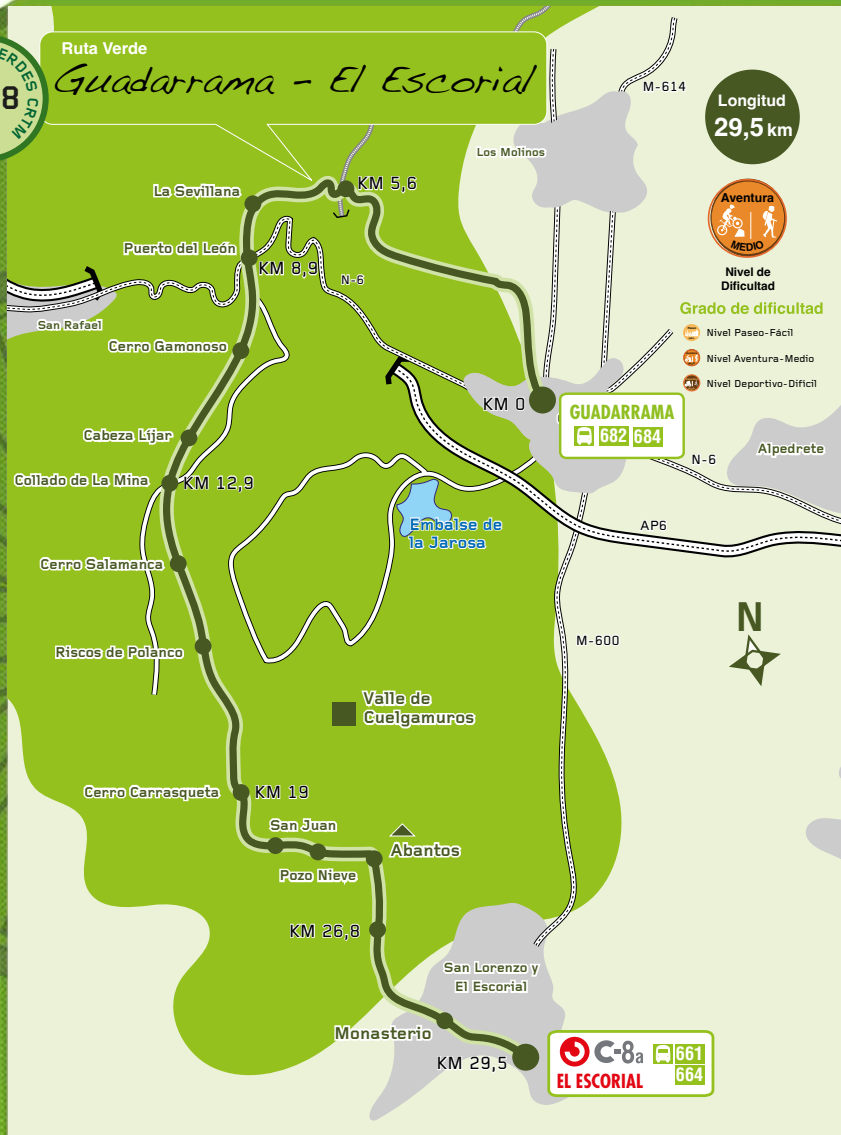 Ruta Verde
Guadarrama - El Escorial
ERDES CRTM
8
M-614
Longitud
29,5 km
Los Molinos
La Sevillana
KM 5,6
Aventura
MEDIO
Puerto del León
KM 8,9
N-6
Nivel de
Dificultad
Grado de dificultad
San Rafael
Nivel Paseo-Fácil
Cerro Gamonoso
Nivel Aventura-Medio
Nivel Deportivo-Difícil
KM 0
GUADARRAMA
682 684
Cabeza Líjar
N-6
Alpedrete
Collado de La Mina
KM 12,9
Embalse de
la Jarosa
AP6
Cerro Salamanca
N
M-600
Riscos de Polanco
Valle de
Cuelgamuros
Cerro Carrasqueta
KM 19
San Juan
Abantos
Pozo Nieve
KM 26,8
San Lorenzo y
El Escorial
Monasterio
KM 29,5
C-8a
661
EL ESCORIAL
664